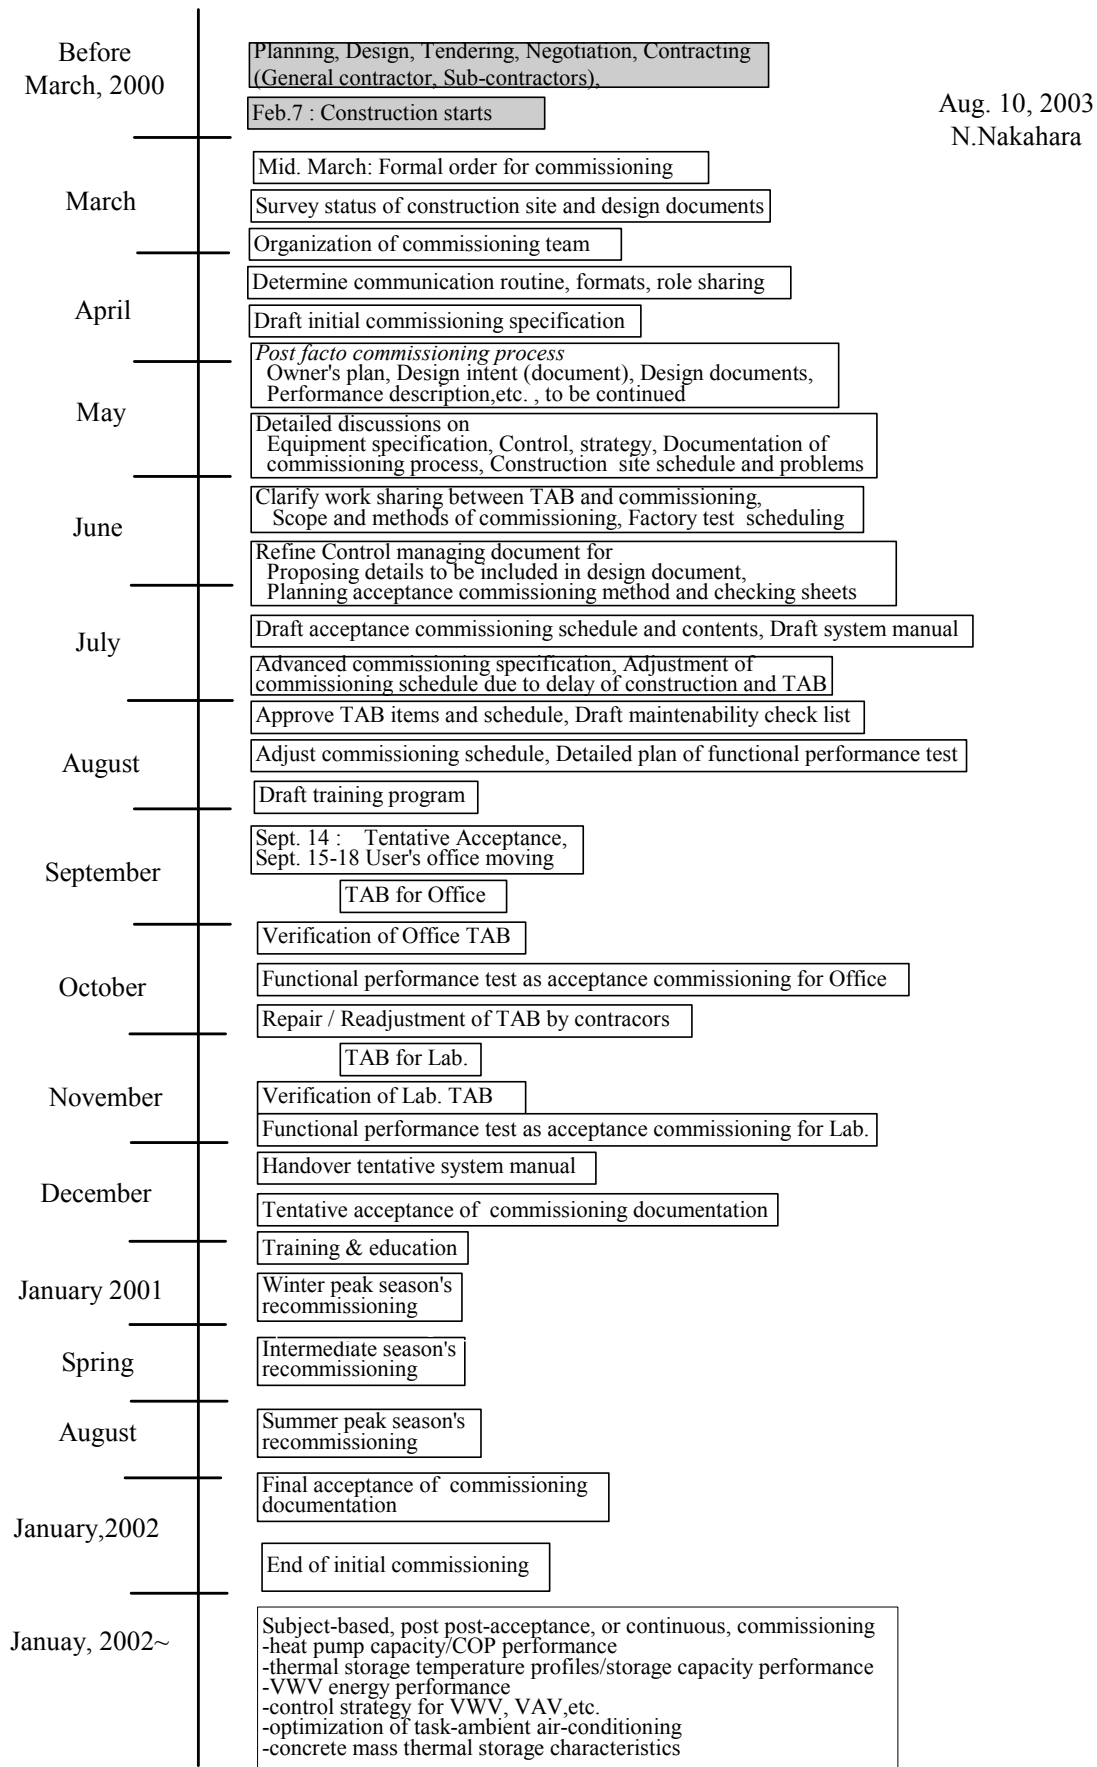 Before
March, 2000
Planning, Design, Tendering, Negotiation, Contracting
(General contractor, Sub-contractors),
Feb.7 : Construction starts
Aug. 10, 2003
N.Nakahara
March
Mid. March: Formal order for commissioning
Survey status of construction site and design documents
Organization of commissioning team
April
Determine communication routine, formats, role sharing
Draft initial commissioning specification
May
Post facto commissioning process
Owner's plan, Design intent (document), Design documents,
Performance description,etc. , to be continued
Detailed discussions on
Equipment specification, Control, strategy, Documentation of
commissioning process, Construction site schedule and problems
June
Clarify work sharing between TAB and commissioning,
Scope and methods of commissioning, Factory test scheduling
Refine Control managing document for
Proposing details to be included in design document,
Planning acceptance commissioning method and checking sheets
July
Draft acceptance commissioning schedule and contents, Draft system manual
Advanced commissioning specification, Adjustment of
commissioning schedule due to delay of construction and TAB
August
Approve TAB items and schedule, Draft maintenability check list
Adjust commissioning schedule, Detailed plan of functional performance test
Draft training program
September
Sept. 14 : Tentative Acceptance,
Sept. 15-18 User's office moving
TAB for Office
October
Verification of Office TAB
Functional performance test as acceptance commissioning for Office
Repair / Readjustment of TAB by contracors
November
TAB for Lab.
Verification of Lab. TAB
Functional performance test as acceptance commissioning for Lab.
December
Handover tentative system manual
Tentative acceptance of commissioning documentation
January 2001
Training & education
Winter peak season's
recommissioning
Spring
Intermediate season's
recommissioning
August
Summer peak season's
recommissioning
January,2002
Final acceptance of commissioning
documentation
End of initial commissioning
Januay, 2002~
Subject-based, post post-acceptance, or continuous, commissioning
-heat pump capacity/COP performance
-thermal storage temperature profiles/storage capacity performance
-VWV energy performance
-control strategy for VWV, VAV,etc.
-optimization of task-ambient air-conditioning
-concrete mass thermal storage characteristics